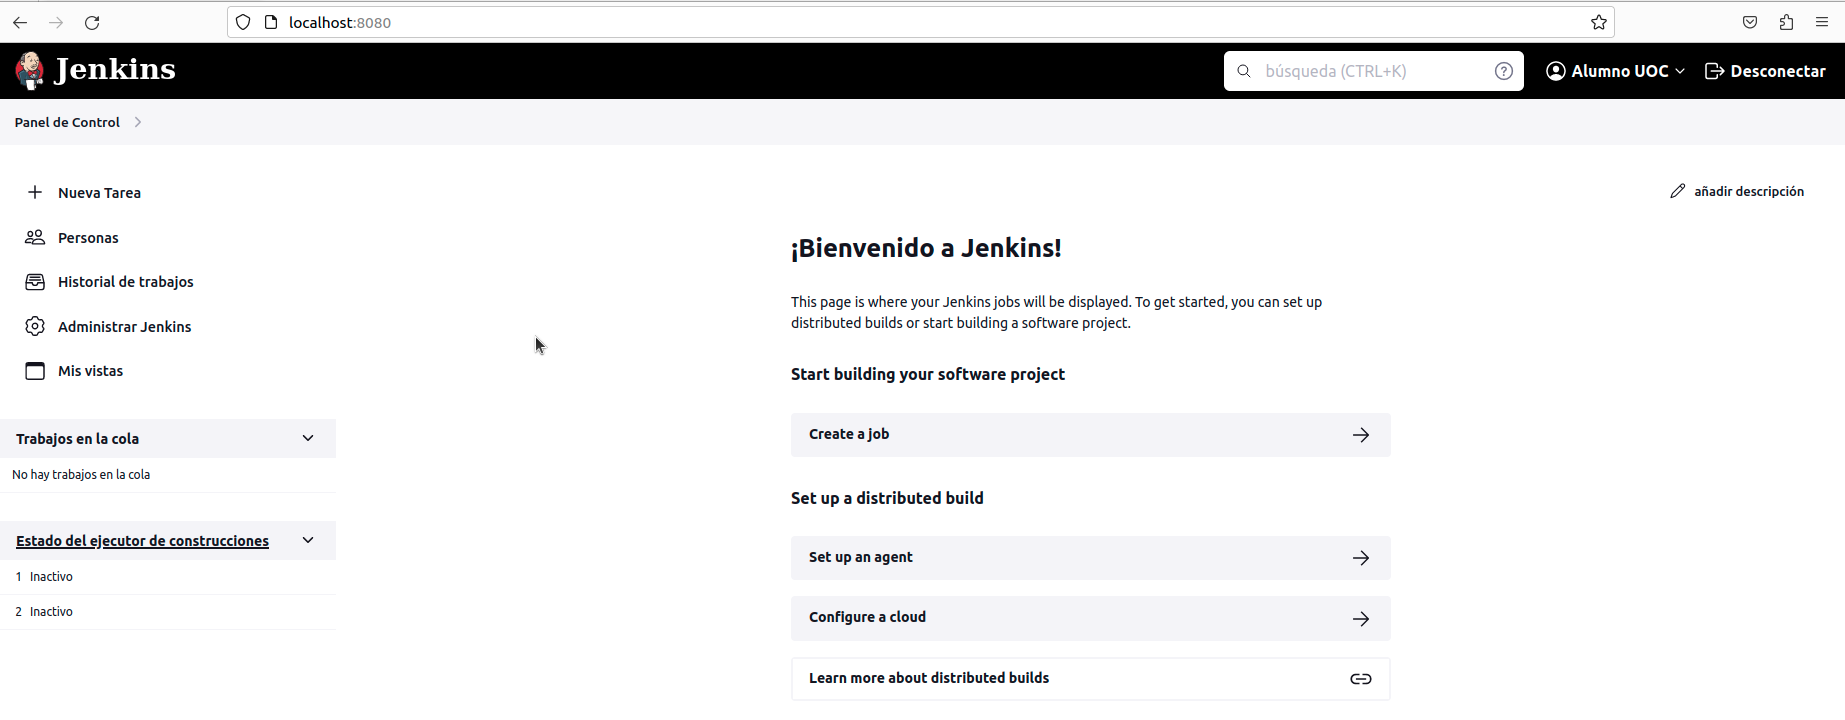 localhost:8080
Jenkins
búsqueda (CTRL+K)
Alumno UOC
Desconectar
Panel de Control
Nueva Tarea
Personas
Historial de trabajos
Administrar Jenkins
Mis vistas
Trabajos en la cola
No hay trabajos en la cola
Estado del ejecutor de construcciones
1 Inactivo
2 Inactivo
añadir descripción
¡Bienvenido a Jenkins!
This page is where your Jenkins jobs will be displayed. To get started, you can set up
distributed builds or start building a software project.
Start building your software project
Create a job
Set up a distributed build
Set up an agent
Configure a cloud
Learn more about distributed builds